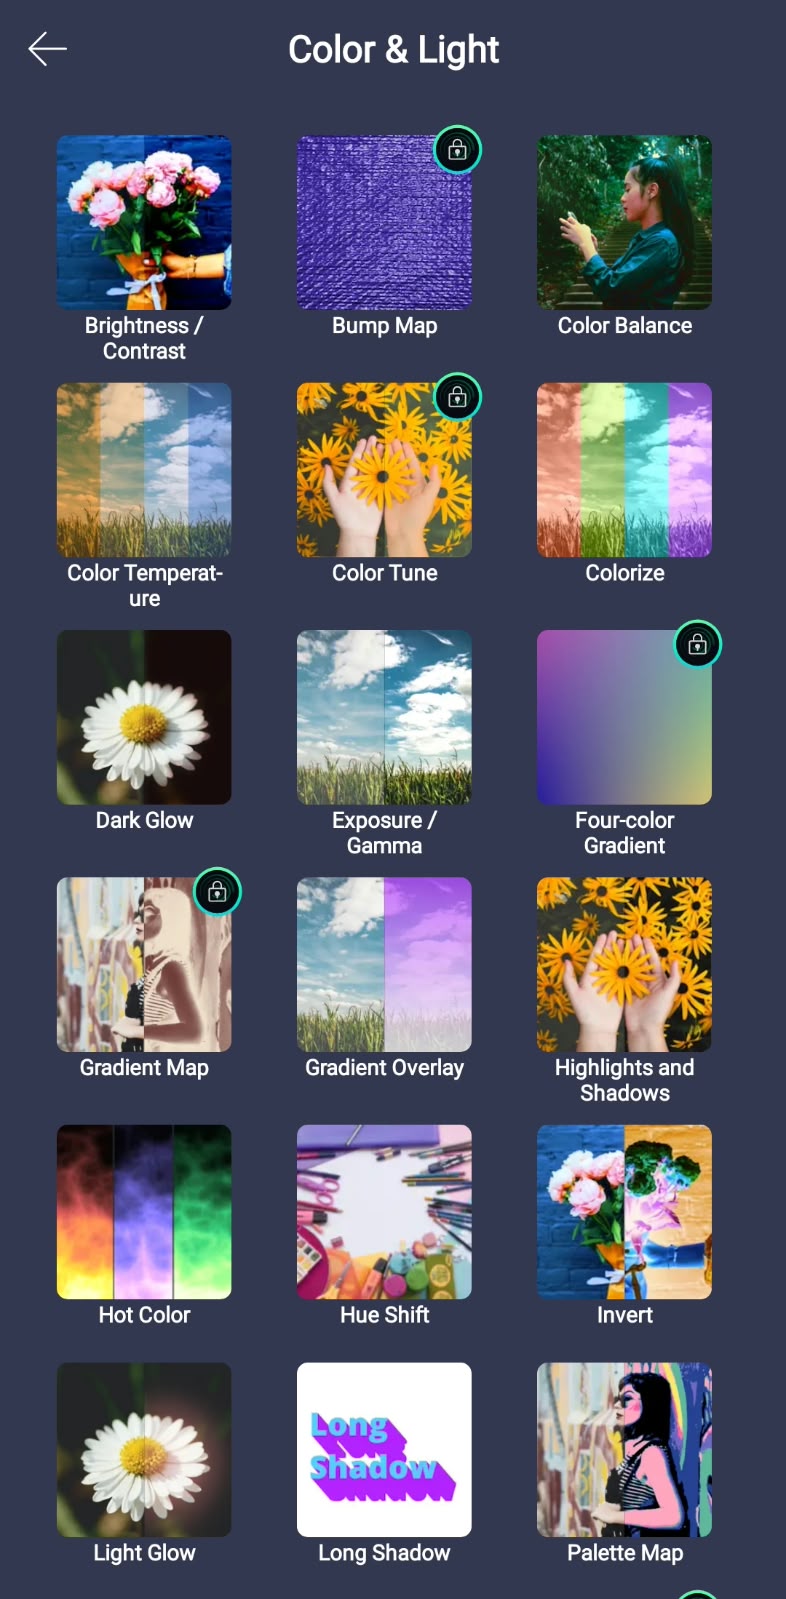 Color & Light
Brightness /
Contrast
Bump Map
Color Balance
Color Temperat-
ure
Color Tune
Colorize
Dark Glow
Exposure /
Gamma
Four-color
Gradient
Gradient Map
Gradient Overlay
Highlights and
Shadows
Hot Color
Hue Shift
Invert
Long
Shadow
Light Glow
Long Shadow
Palette Map